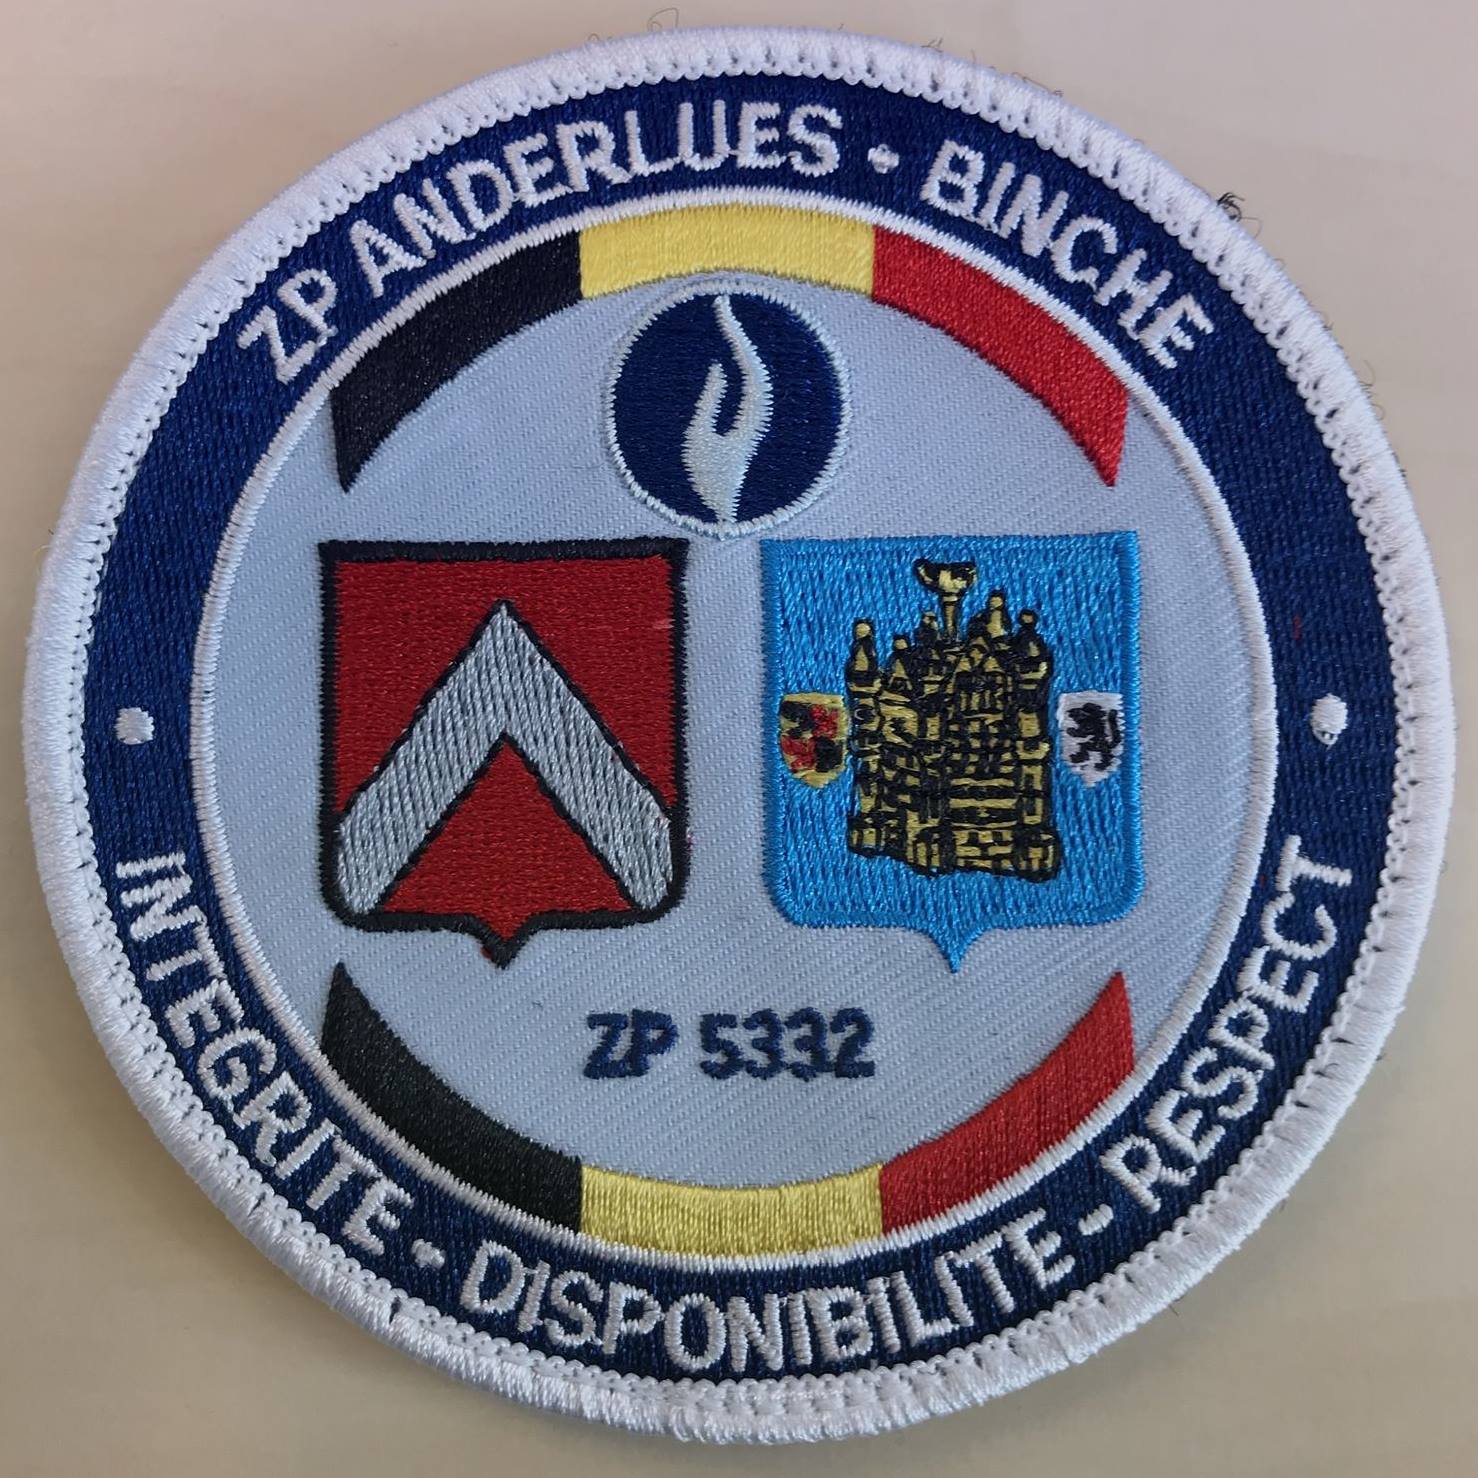 ZP ANDERLUES · BINCHE
ZP 5332
INTEGRITE - DISPONIBILITE - RESPECT